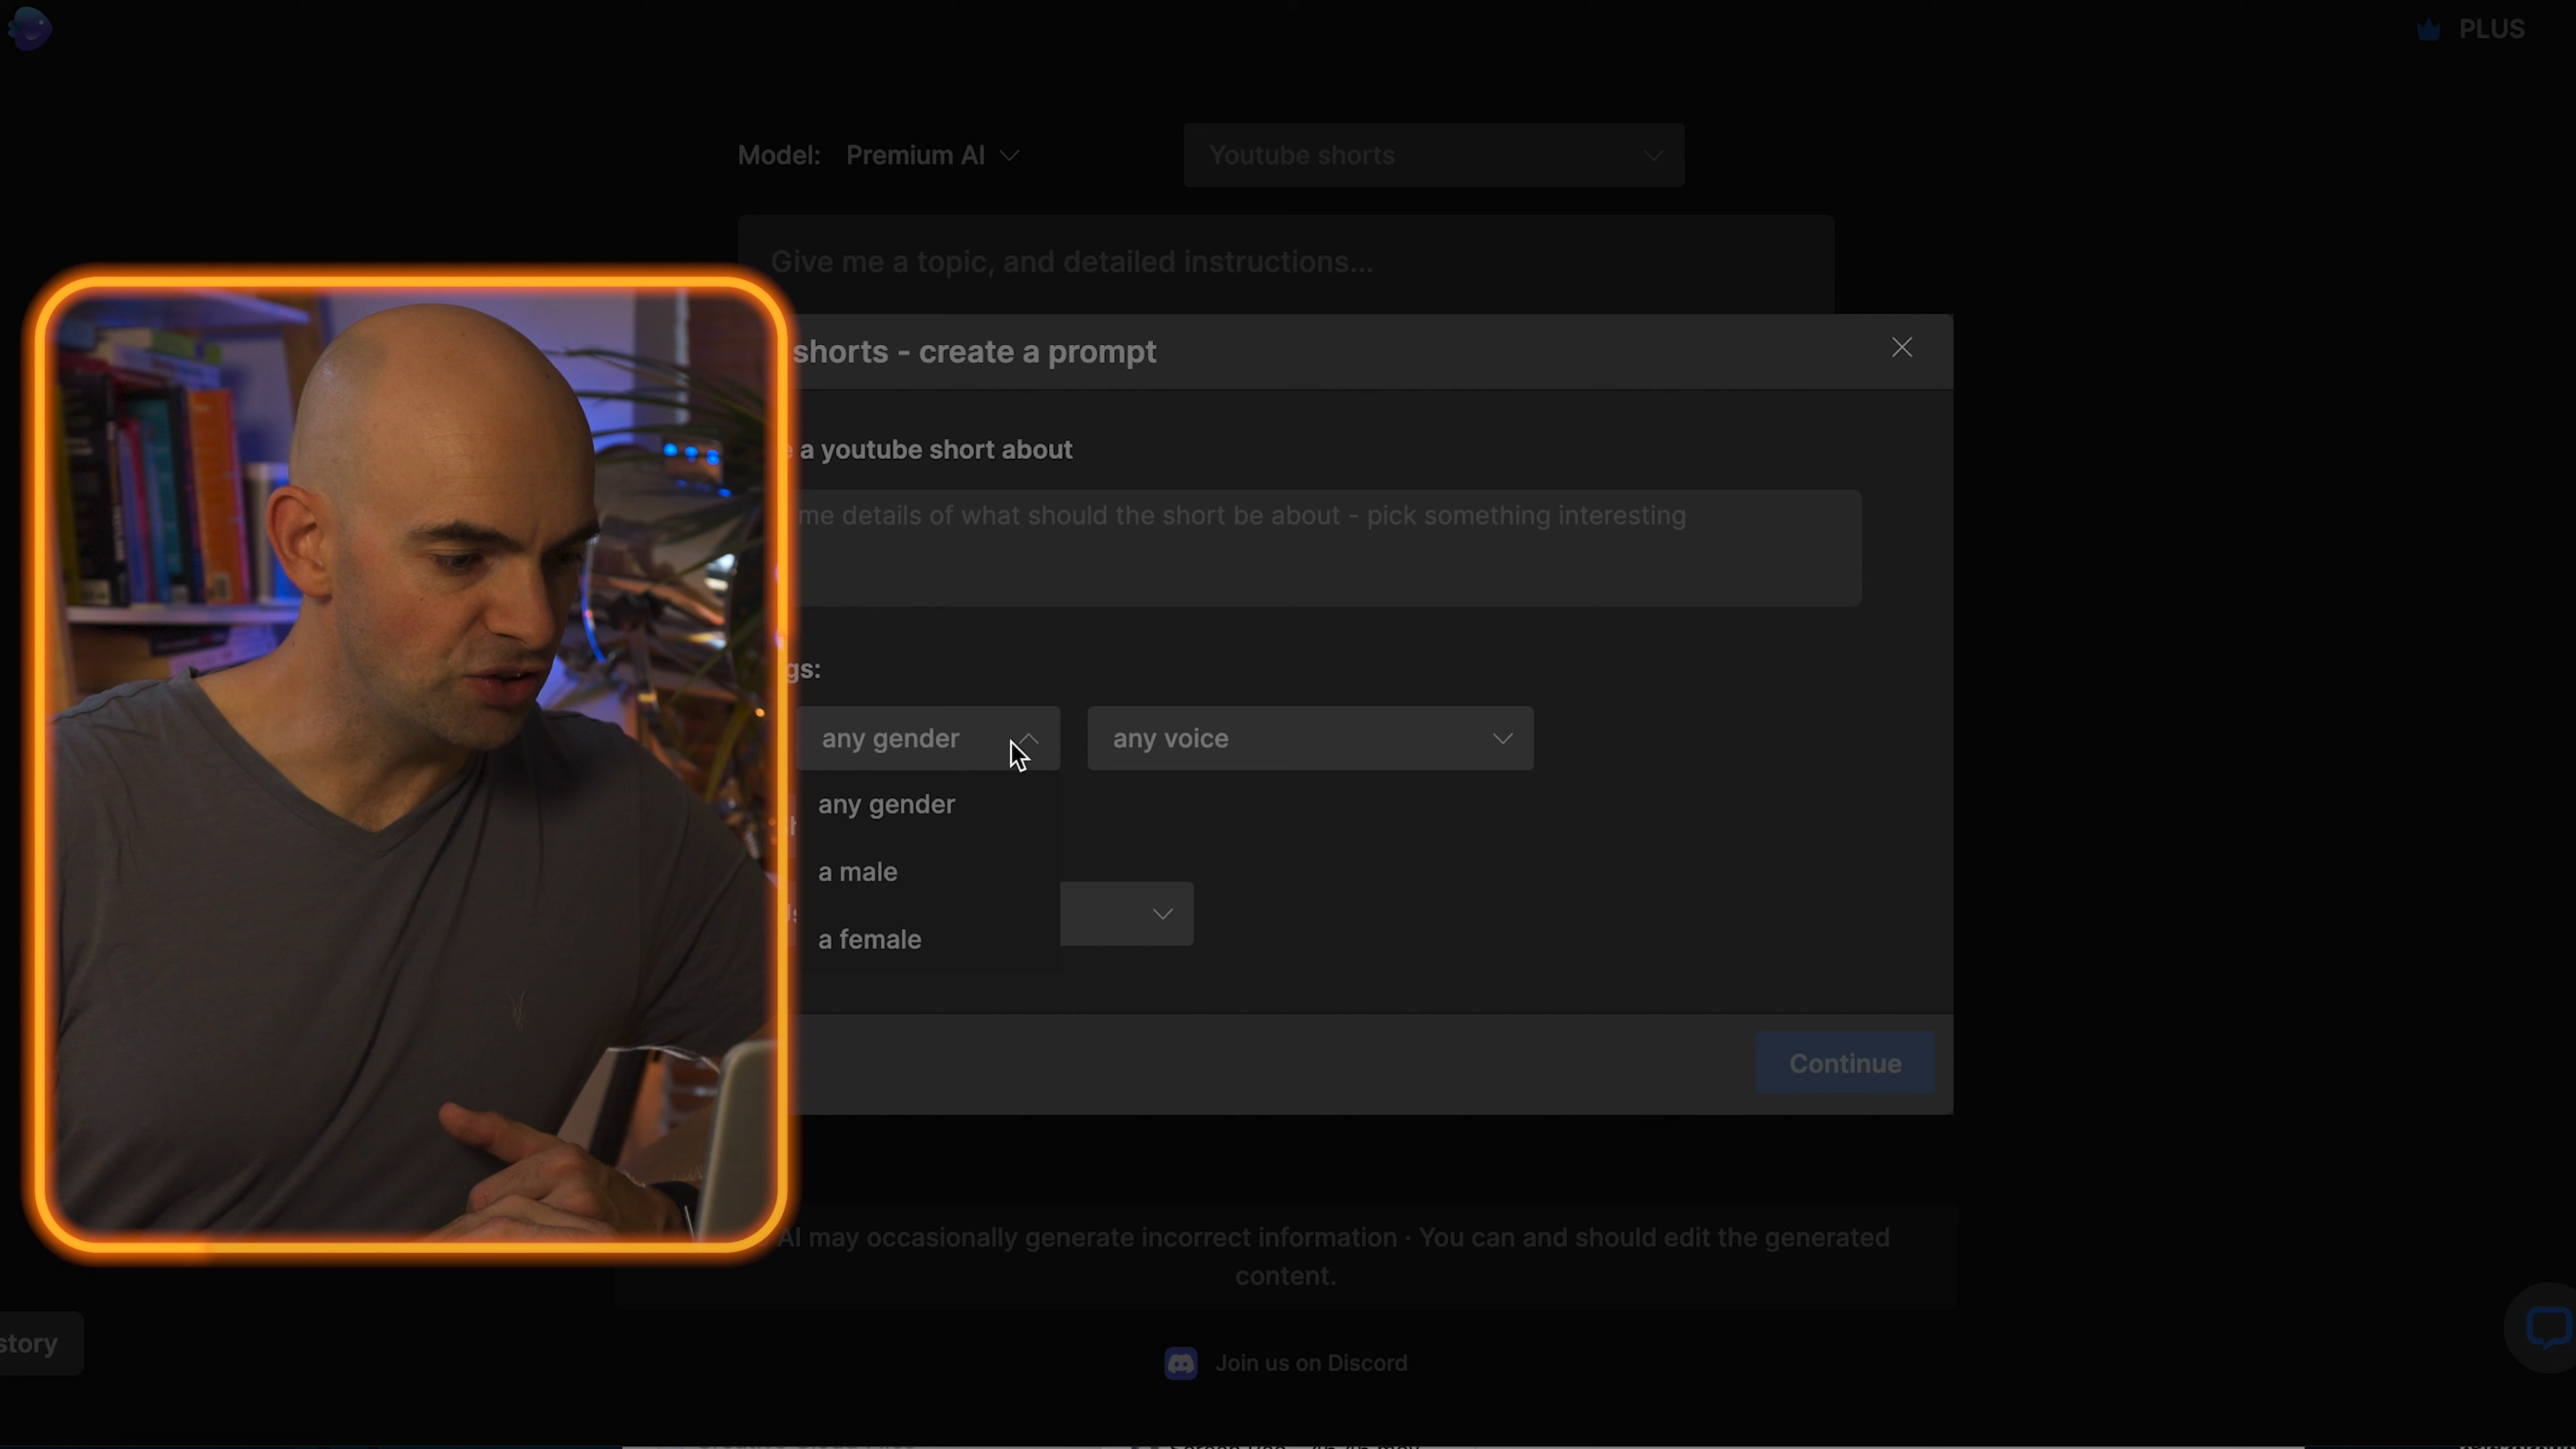 PLUS
Model: Premium AI
Youtube shorts
Give me a topic, and detailed instructions...
shorts - create a prompt
a youtube short about
me details of what should the short be about - pick something interesting
gs:
any gender
any voice
any gender
a male
a female
Continue
AI may occasionally generate incorrect information · You can and should edit the generated
content.
story
Join us on Discord